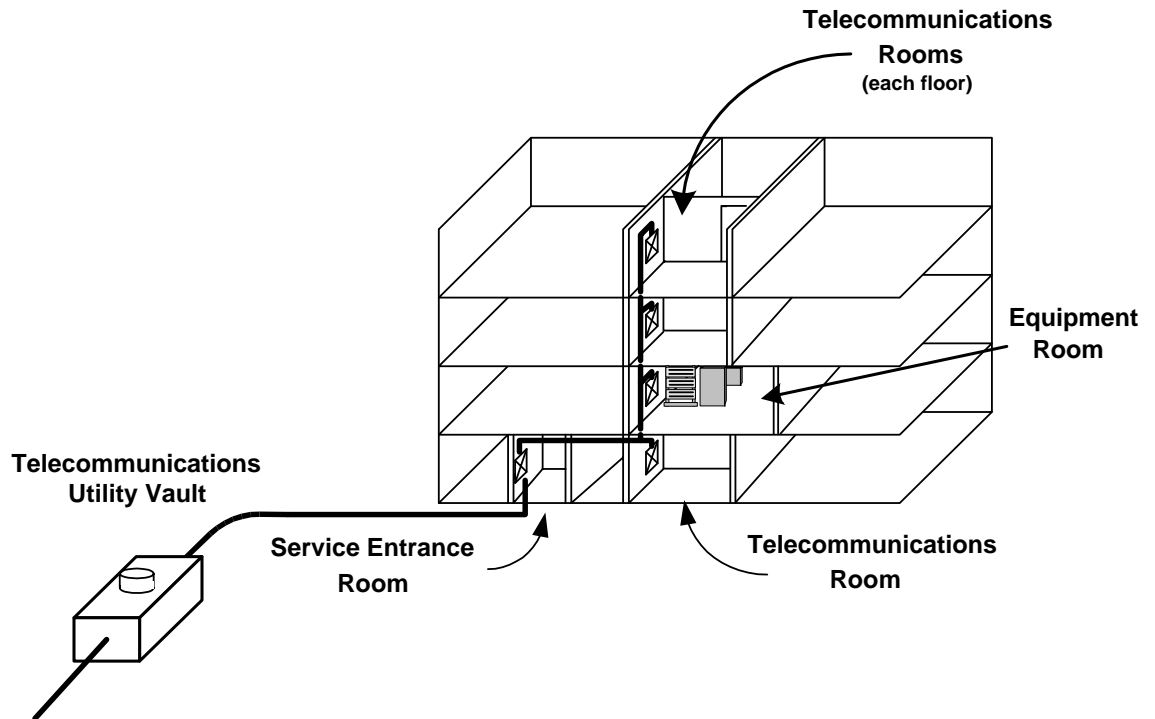 Telecommunications
Rooms
(each floor)
Equipment
Room
Telecommunications
Utility Vault
Service Entrance
Room
Telecommunications
Room